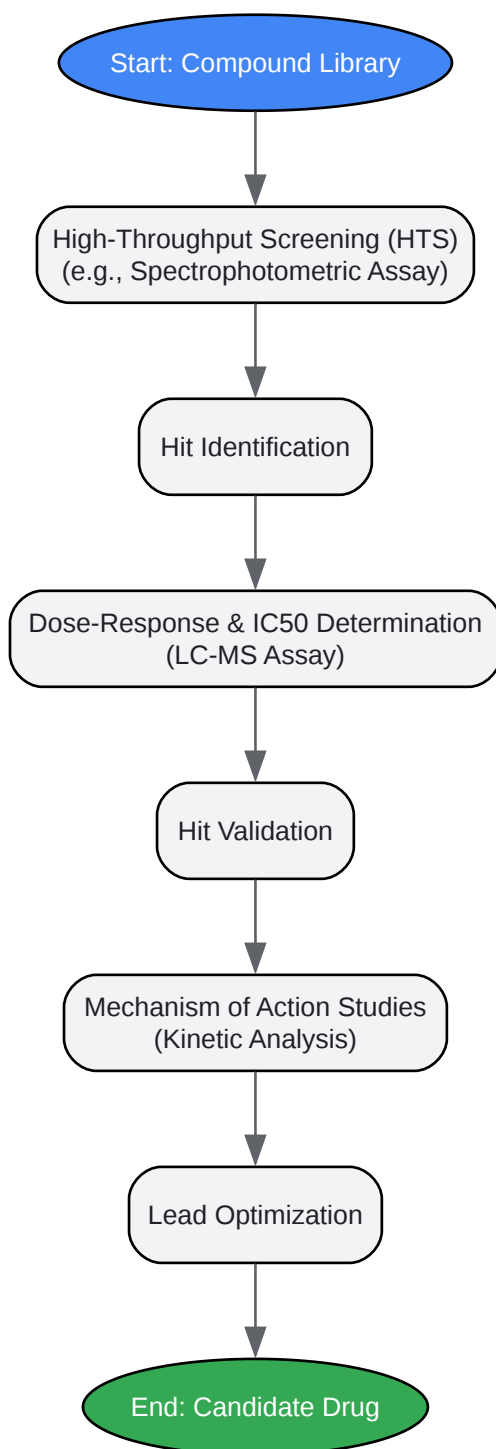 Start: Compound Library
High-Throughput Screening (HTS)
(e.g., Spectrophotometric Assay)
Hit Identification
Dose-Response & IC50 Determination
(LC-MS Assay)
Hit Validation
Mechanism of Action Studies
(Kinetic Analysis)
Lead Optimization
End: Candidate Drug